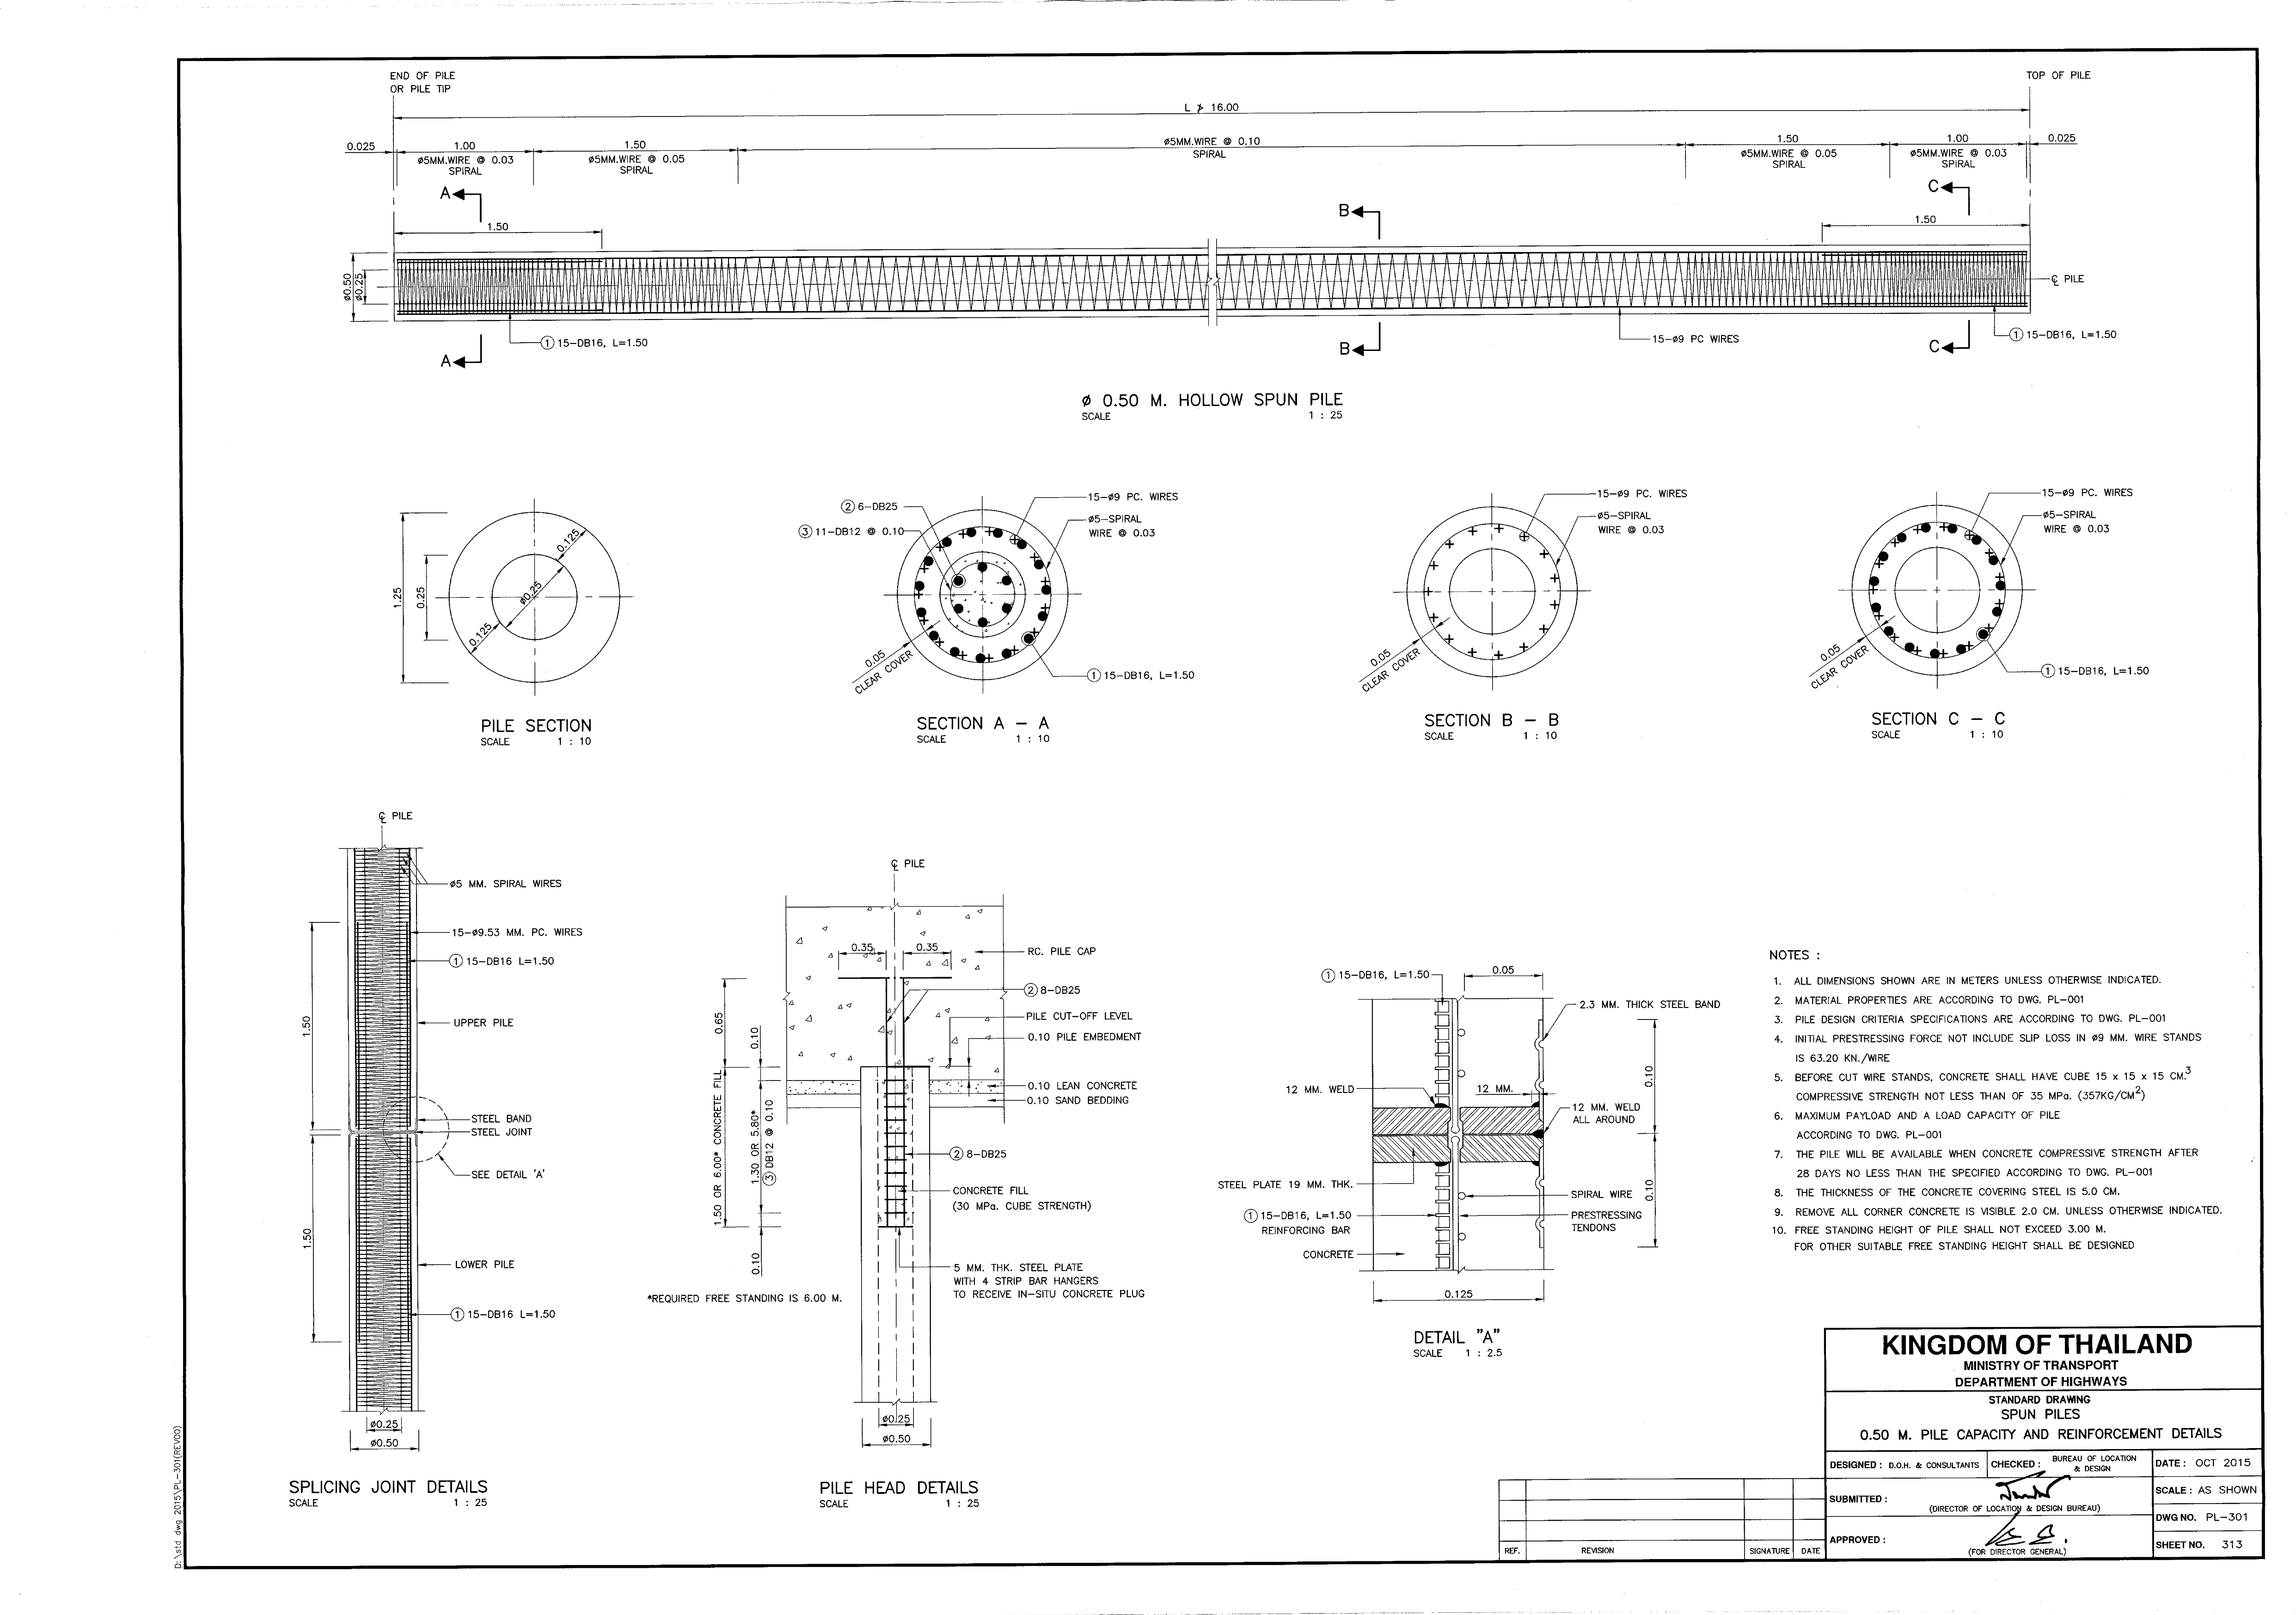 END OF PILE
OR PILE TIP
TOP OF PILE
L ≯ 16.00
0.025
1.00
ø5MM.WIRE @ 0.03
SPIRAL
1.50
ø5MM.WIRE @ 0.05
SPIRAL
ø5MM.WIRE @ 0.10
SPIRAL
1.50
ø5MM.WIRE @ 0.05
SPIRAL
1.00
ø5MM.WIRE @ 0.03
SPIRAL
0.025
A
B
C
1.50
1.50
ø0.50
ø0.25
℄ PILE
A
1 15-DB16, L=1.50
B
15-ø9 PC WIRES
C
1 15-DB16, L=1.50
ø 0.50 M. HOLLOW SPUN PILE
SCALE 1 : 25
1.25
0.25
0.125
ø0.25
0.125
PILE SECTION
SCALE 1 : 10
2 6-DB25
3 11-DB12 @ 0.10
15-ø9 PC. WIRES
ø5-SPIRAL
WIRE @ 0.03
0.05
CLEAR COVER
1 15-DB16, L=1.50
SECTION A - A
SCALE 1 : 10
15-ø9 PC. WIRES
ø5-SPIRAL
WIRE @ 0.03
0.05
CLEAR COVER
SECTION B - B
SCALE 1 : 10
15-ø9 PC. WIRES
ø5-SPIRAL
WIRE @ 0.03
0.05
CLEAR COVER
1 15-DB16, L=1.50
SECTION C - C
SCALE 1 : 10
℄ PILE
ø5 MM. SPIRAL WIRES
15-ø9.53 MM. PC. WIRES
1 15-DB16 L=1.50
1.50
UPPER PILE
STEEL BAND
STEEL JOINT
SEE DETAIL 'A'
1.50
LOWER PILE
1 15-DB16 L=1.50
ø0.25
ø0.50
SPLICING JOINT DETAILS
SCALE 1 : 25
℄ PILE
0.35
0.35
RC. PILE CAP
2 8-DB25
PILE CUT-OFF LEVEL
0.10 PILE EMBEDMENT
0.65
0.10
0.10 LEAN CONCRETE
0.10 SAND BEDDING
1.50 OR 6.00* CONCRETE FILL
1.30 OR 5.80*
3 DB12 @ 0.10
2 8-DB25
CONCRETE FILL
(30 MPa. CUBE STRENGTH)
0.10
5 MM. THK. STEEL PLATE
WITH 4 STRIP BAR HANGERS
TO RECEIVE IN-SITU CONCRETE PLUG
*REQUIRED FREE STANDING IS 6.00 M.
ø0.25
ø0.50
PILE HEAD DETAILS
SCALE 1 : 25
1 15-DB16, L=1.50
0.05
2.3 MM. THICK STEEL BAND
12 MM. WELD
12 MM.
0.10
12 MM. WELD
ALL AROUND
STEEL PLATE 19 MM. THK.
SPIRAL WIRE
0.10
1 15-DB16, L=1.50
REINFORCING BAR
PRESTRESSING
TENDONS
CONCRETE
0.125
DETAIL "A"
SCALE 1 : 2.5
NOTES :
1. ALL DIMENSIONS SHOWN ARE IN METERS UNLESS OTHERWISE INDICATED.
2. MATERIAL PROPERTIES ARE ACCORDING TO DWG. PL-001
3. PILE DESIGN CRITERIA SPECIFICATIONS ARE ACCORDING TO DWG. PL-001
4. INITIAL PRESTRESSING FORCE NOT INCLUDE SLIP LOSS IN ø9 MM. WIRE STANDS
IS 63.20 KN./WIRE
5. BEFORE CUT WIRE STANDS, CONCRETE SHALL HAVE CUBE 15 x 15 x 15 CM.³
COMPRESSIVE STRENGTH NOT LESS THAN OF 35 MPa. (357KG/CM²)
6. MAXIMUM PAYLOAD AND A LOAD CAPACITY OF PILE
ACCORDING TO DWG. PL-001
7. THE PILE WILL BE AVAILABLE WHEN CONCRETE COMPRESSIVE STRENGTH AFTER
28 DAYS NO LESS THAN THE SPECIFIED ACCORDING TO DWG. PL-001
8. THE THICKNESS OF THE CONCRETE COVERING STEEL IS 5.0 CM.
9. REMOVE ALL CORNER CONCRETE IS VISIBLE 2.0 CM. UNLESS OTHERWISE INDICATED.
10. FREE STANDING HEIGHT OF PILE SHALL NOT EXCEED 3.00 M.
FOR OTHER SUITABLE FREE STANDING HEIGHT SHALL BE DESIGNED
KINGDOM OF THAILAND
MINISTRY OF TRANSPORT
DEPARTMENT OF HIGHWAYS
STANDARD DRAWING
SPUN PILES
0.50 M. PILE CAPACITY AND REINFORCEMENT DETAILS
DESIGNED : D.O.H. & CONSULTANTS
CHECKED : BUREAU OF LOCATION
& DESIGN
DATE : OCT 2015
SUBMITTED :
(DIRECTOR OF LOCATION & DESIGN BUREAU)
SCALE : AS SHOWN
DWG NO. PL-301
APPROVED :
(FOR DIRECTOR GENERAL)
SHEET NO. 313
REF. REVISION SIGNATURE DATE
D:\std dwg 2015\PL-301(REV00)